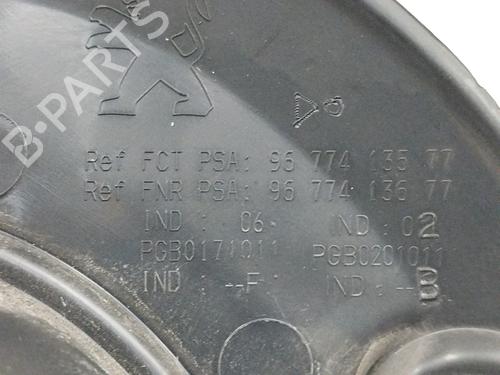 B-PARTS
Ref FCT PSA: 96 774 135 77
Ref FNR PSA: 96 774 136 77
IND : 06 IND : 02
PGB0171011 PGB0201011
IND : --F IND : --B